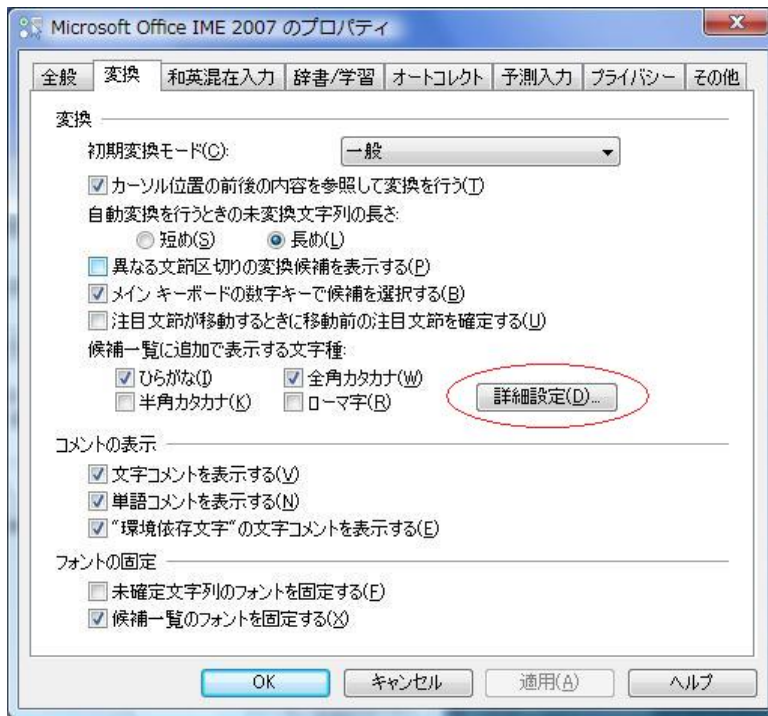 Microsoft Office IME 2007 のプロパティ
全般 変換 和英混在入力 辞書/学習 オートコレクト 予測入力 プライバシー その他
変換
初期変換モード(C): 一般
カーソル位置の前後の内容を参照して変換を行う(T)
自動変換を行うときの未変換文字列の長さ:
短め(S) 長め(L)
異なる文節区切りの変換候補を表示する(P)
メイン キーボードの数字キーで候補を選択する(B)
注目文節が移動するときに移動前の注目文節を確定する(U)
候補一覧に追加で表示する文字種:
ひらがな(I) 全角カタカナ(W)
半角カタカナ(K) ローマ字(R) 詳細設定(D)...
コメントの表示
文字コメントを表示する(V)
単語コメントを表示する(N)
"環境依存文字"の文字コメントを表示する(E)
フォントの固定
未確定文字列のフォントを固定する(F)
候補一覧のフォントを固定する(X)
OK キャンセル 適用(A) ヘルプ